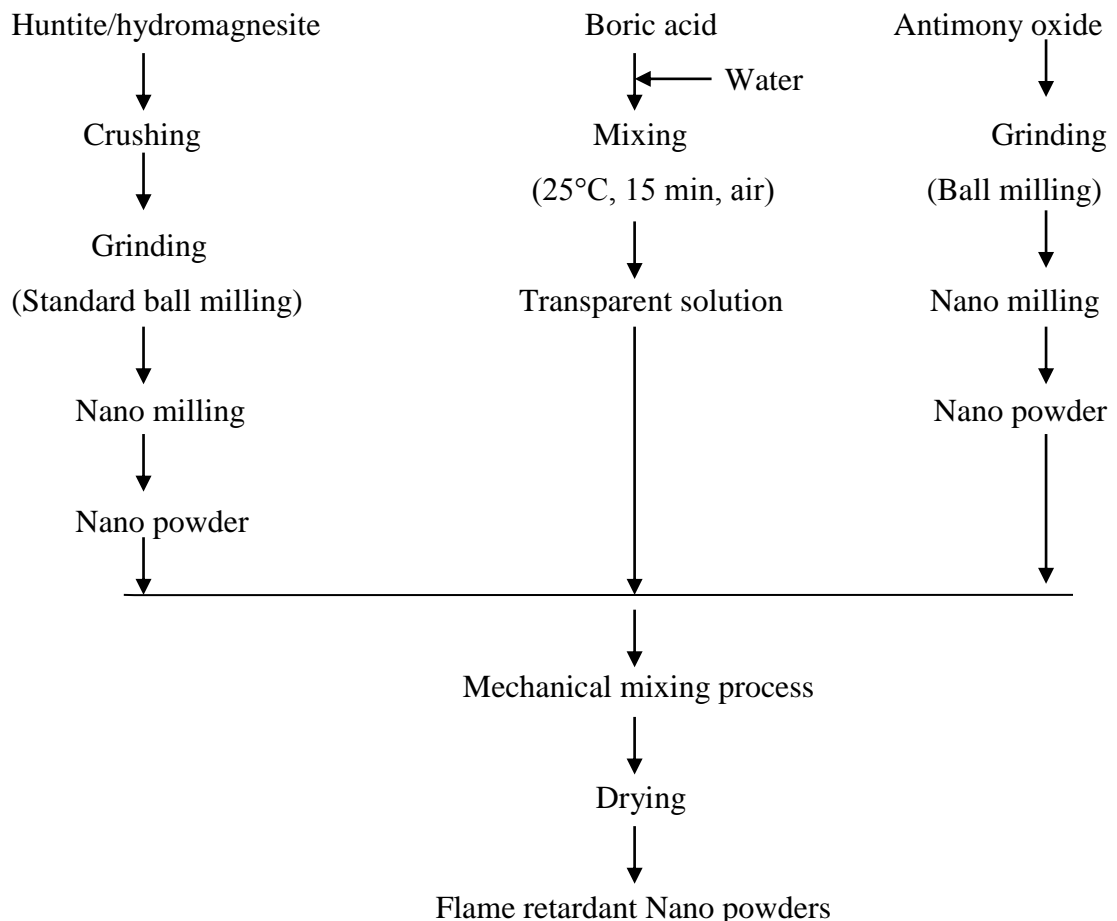 Huntite/hydromagnesite
Crushing
Grinding
(Standard ball milling)
Nano milling
Nano powder
Boric acid
Water
Mixing
(25°C, 15 min, air)
Transparent solution
Antimony oxide
Grinding
(Ball milling)
Nano milling
Nano powder
Mechanical mixing process
Drying
Flame retardant Nano powders